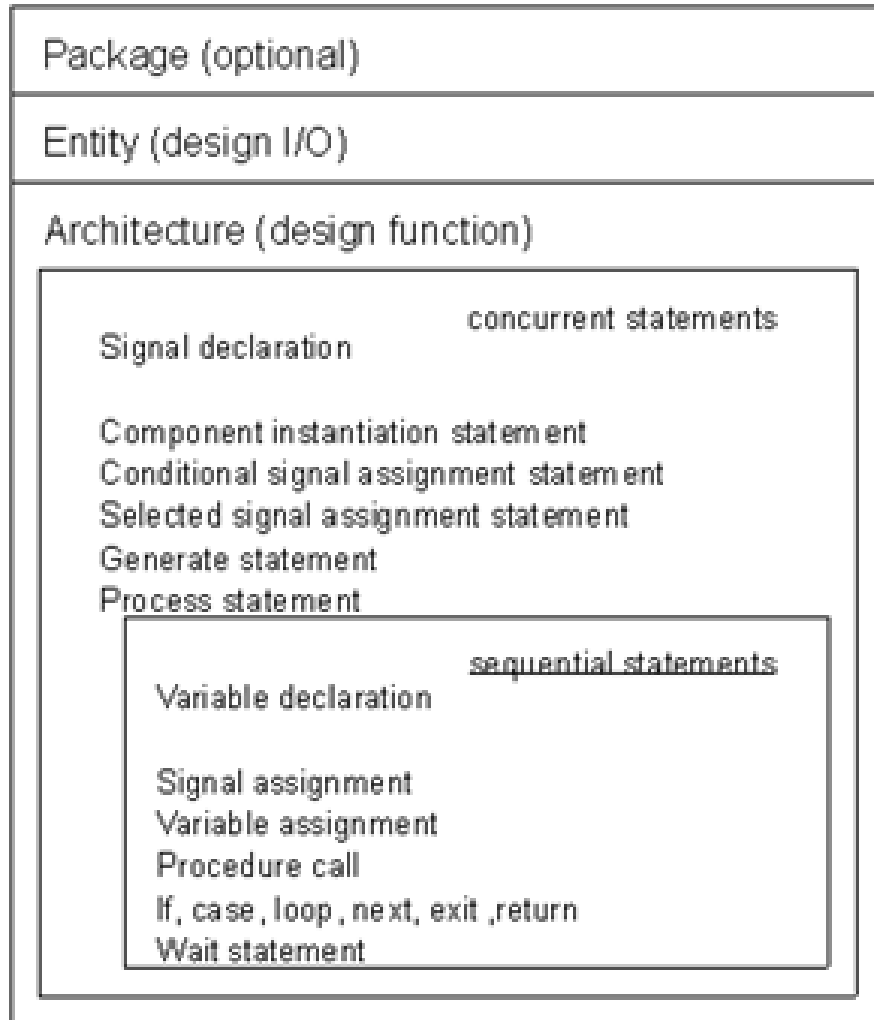 Package (optional)
Entity (design I/O)
Architecture (design function)
concurrent statements
Signal declaration
Component instantiation statement
Conditional signal assignment statement
Selected signal assignment statement
Generate statement
Process statement
sequential statements
Variable declaration
Signal assignment
Variable assignment
Procedure call
If, case, loop, next, exit ,return
Wait statement